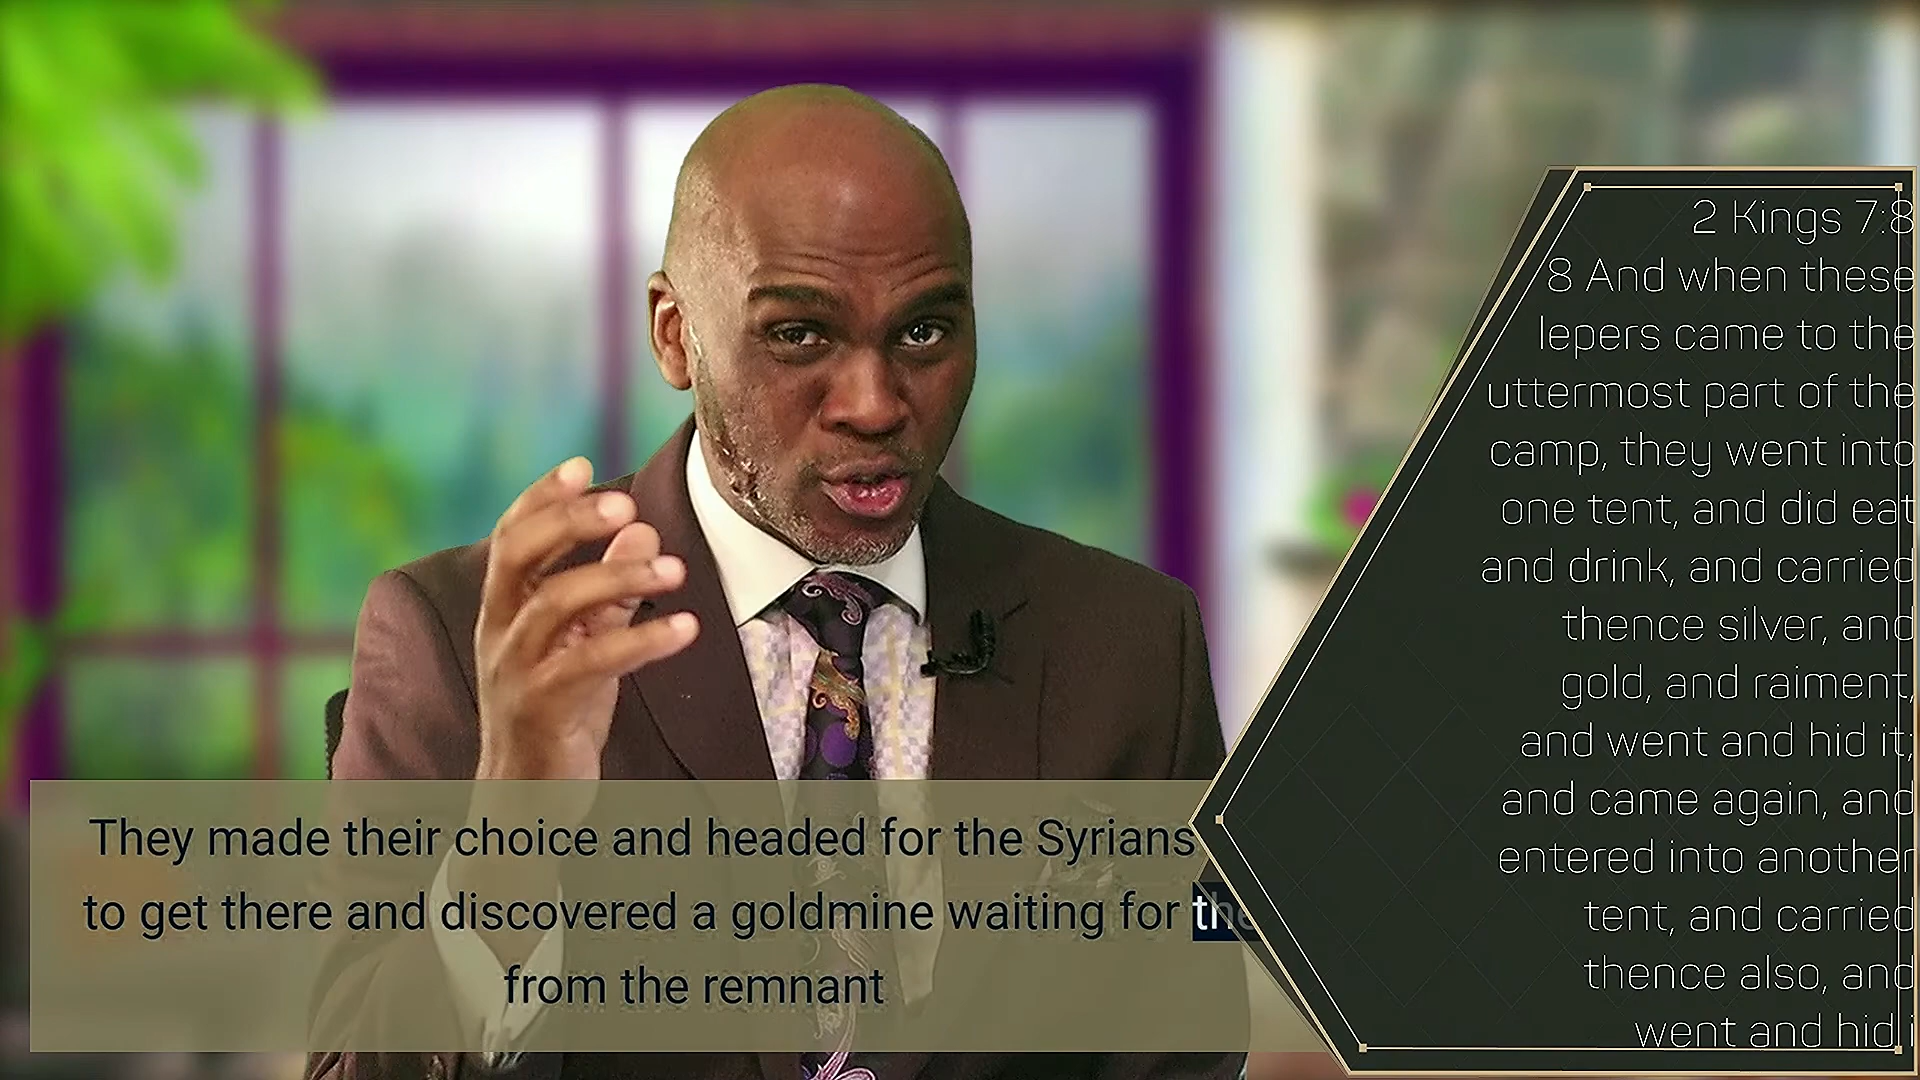 2 Kings 7:8
8 And when these
lepers came to the
uttermost part of the
camp, they went into
one tent, and did eat
and drink, and carried
thence silver, and
gold, and raiment,
and went and hid it;
and came again, and
entered into another
tent, and carried
thence also, and
went and hid i
They made their choice and headed for the Syrians
to get there and discovered a goldmine waiting for the
from the remnant